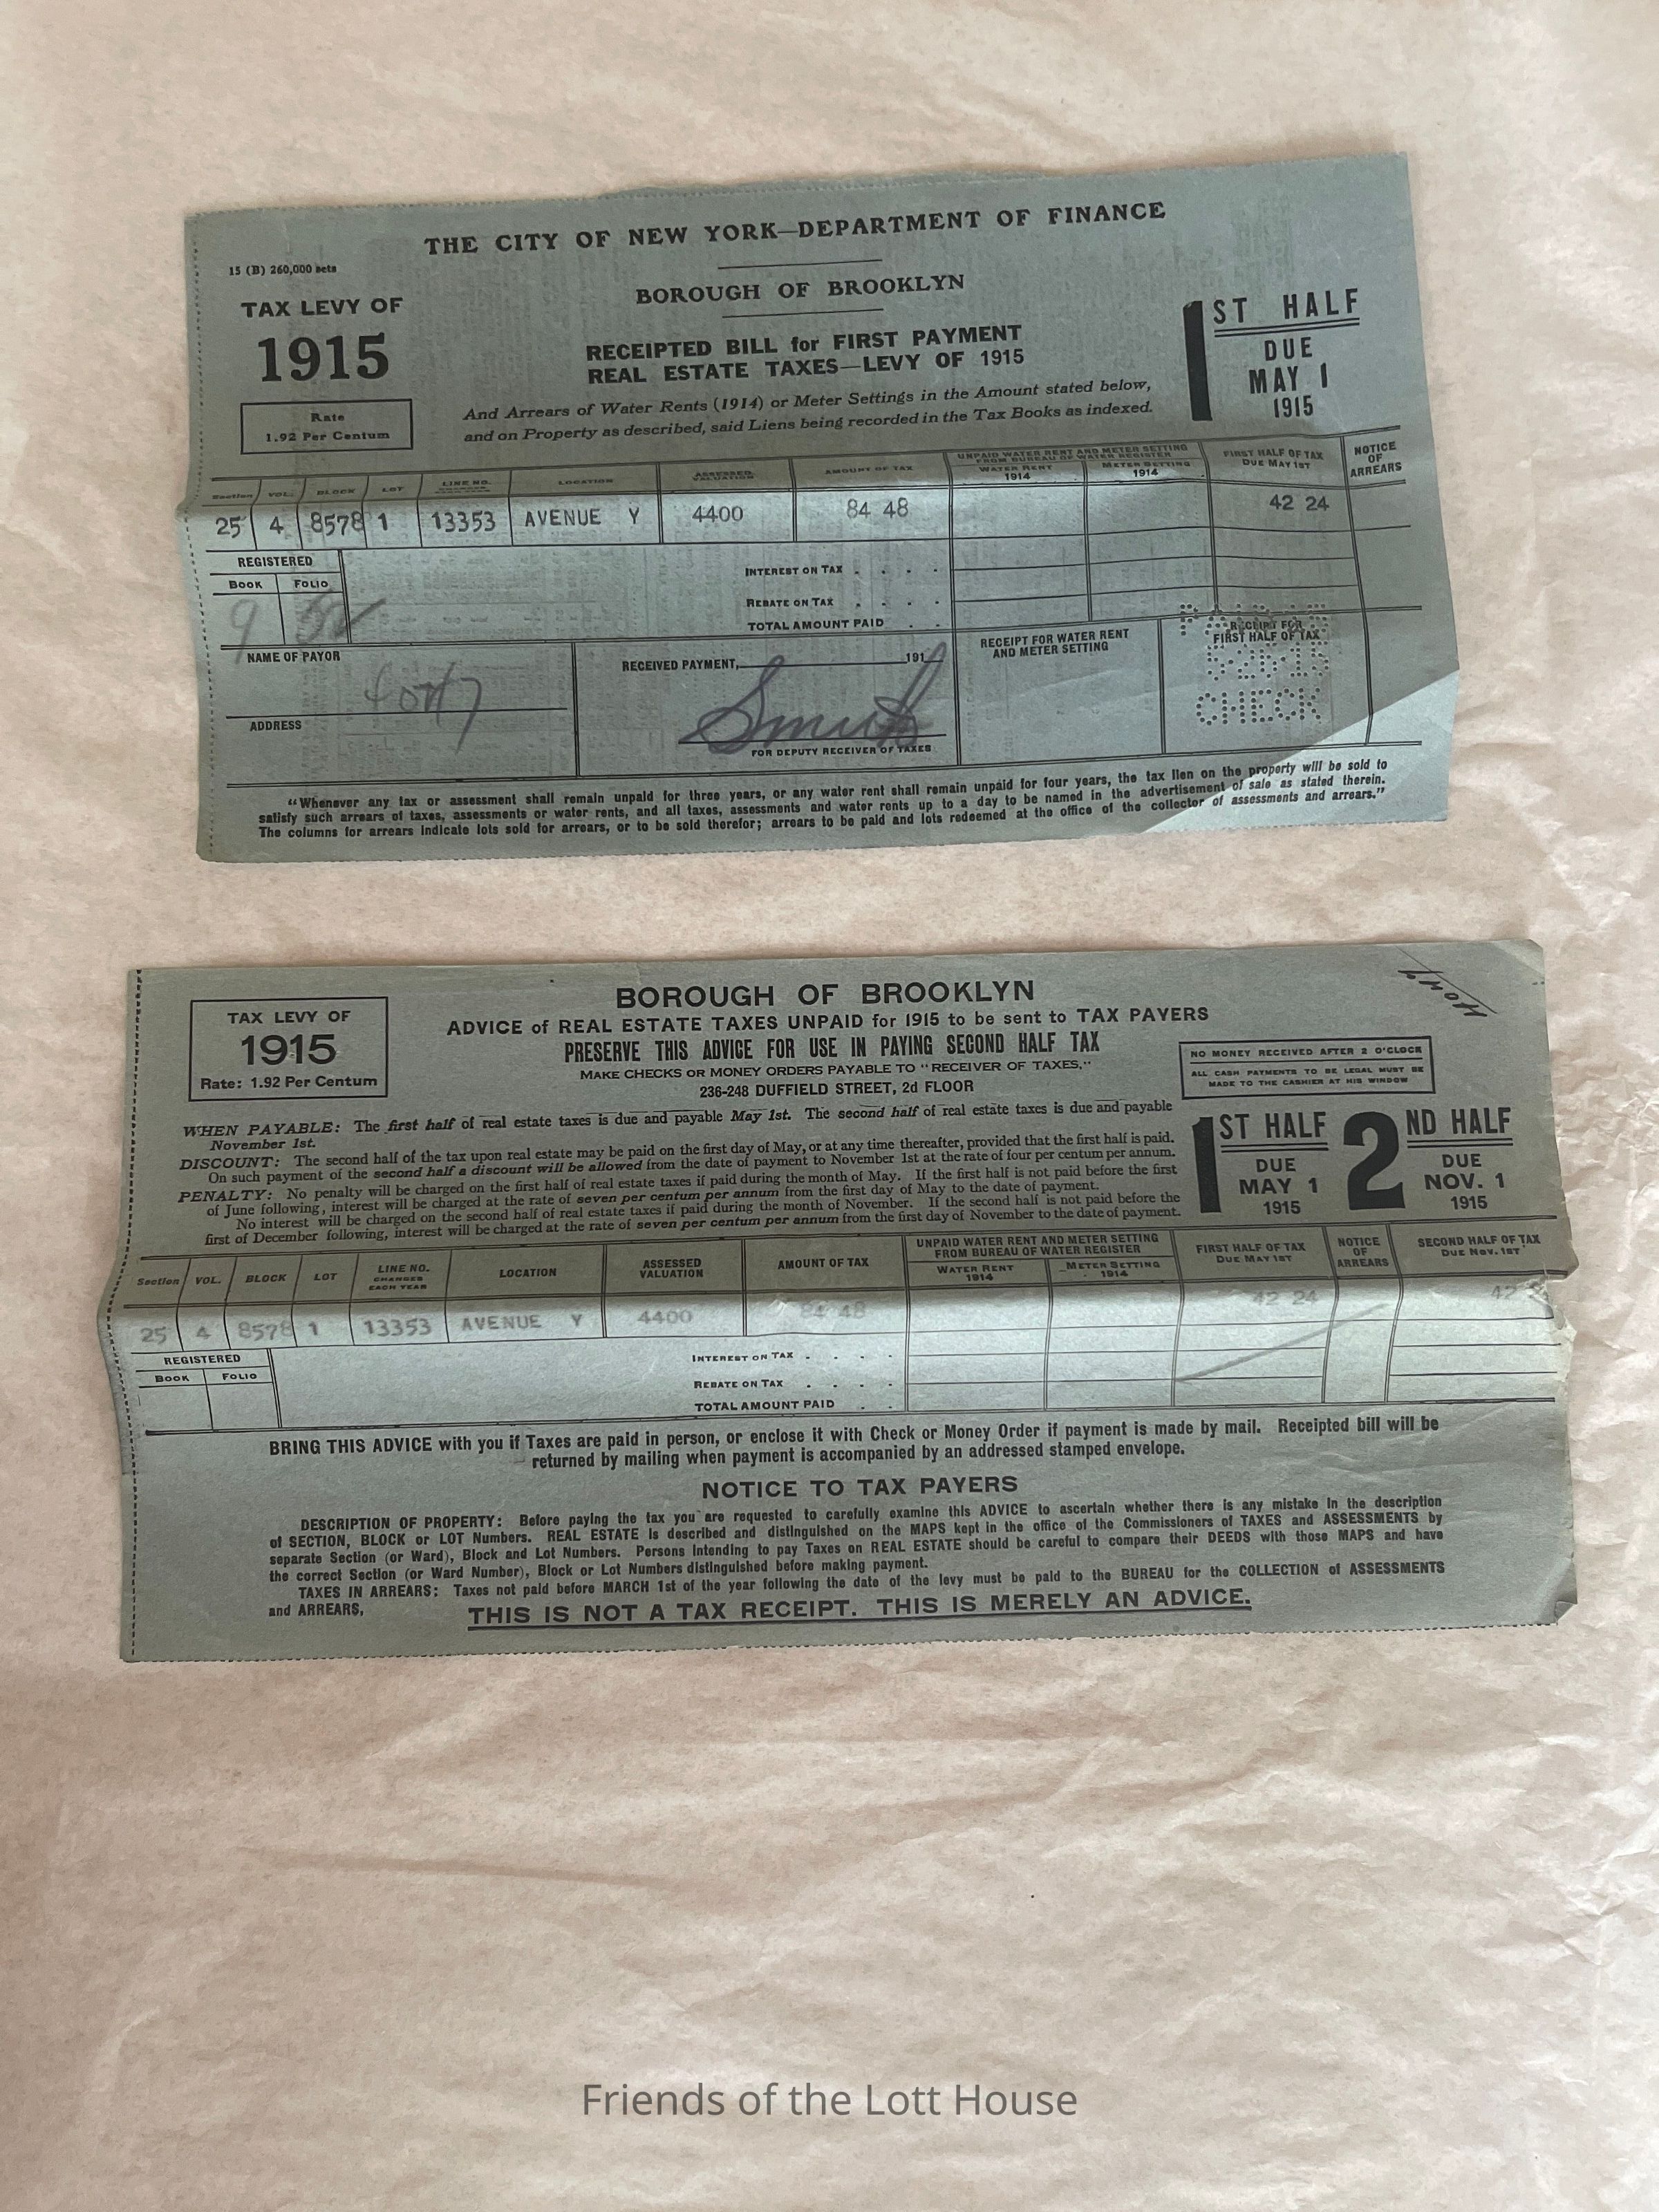 THE CITY OF NEW YORK—DEPARTMENT OF FINANCE
15 (B) 260,000 sets
BOROUGH OF BROOKLYN
TAX LEVY OF
1915
Rate
1.92 Per Centum
RECEIPTED BILL for FIRST PAYMENT
REAL ESTATE TAXES—LEVY OF 1915
And Arrears of Water Rents (1914) or Meter Settings in the Amount stated below,
and on Property as described, said Liens being recorded in the Tax Books as indexed.
1ST HALF
DUE
MAY 1
1915
Section VOL. BLOCK LOT LINE NO. LOCATION ASSESSED VALUATION AMOUNT OF TAX
UNPAID WATER RENT AND METER SETTING
FROM BUREAU OF WATER REGISTER
WATER RENT 1914 METER SETTING 1914
FIRST HALF OF TAX
DUE MAY 1ST
NOTICE OF ARREARS
25 4 8578 1 13353 AVENUE Y 4400 84 48 42 24
REGISTERED
BOOK FOLIO
9
INTEREST ON TAX . . . .
REBATE ON TAX . . . .
TOTAL AMOUNT PAID . .
NAME OF PAYOR
ADDRESS
RECEIVED PAYMENT, 191
Smith
FOR DEPUTY RECEIVER OF TAXES
RECEIPT FOR WATER RENT
AND METER SETTING
RECEIPT FOR
FIRST HALF OF TAX
CHECK
“Whenever any tax or assessment shall remain unpaid for three years, or any water rent shall remain unpaid for four years, the tax lien on the property will be sold to
satisfy such arrears of taxes, assessments or water rents, and all taxes, assessments and water rents up to a day to be named in the advertisement of sale as stated therein.
The columns for arrears indicate lots sold for arrears, or to be sold therefor; arrears to be paid and lots redeemed at the office of the collector of assessments and arrears.”
TAX LEVY OF
1915
Rate: 1.92 Per Centum
BOROUGH OF BROOKLYN
ADVICE of REAL ESTATE TAXES UNPAID for 1915 to be sent to TAX PAYERS
PRESERVE THIS ADVICE FOR USE IN PAYING SECOND HALF TAX
MAKE CHECKS OR MONEY ORDERS PAYABLE TO “RECEIVER OF TAXES,”
236-248 DUFFIELD STREET, 2d FLOOR
NO MONEY RECEIVED AFTER 2 O'CLOCK
ALL CASH PAYMENTS TO BE LEGAL MUST BE
MADE TO THE CASHIER AT HIS WINDOW
WHEN PAYABLE: The first half of real estate taxes is due and payable May 1st. The second half of real estate taxes is due and payable
November 1st.
DISCOUNT: The second half of the tax upon real estate may be paid on the first day of May, or at any time thereafter, provided that the first half is paid.
On such payment of the second half a discount will be allowed from the date of payment to November 1st at the rate of four per centum per annum.
PENALTY: No penalty will be charged on the first half of real estate taxes if paid during the month of May. If the first half is not paid before the first
of June following, interest will be charged at the rate of seven per centum per annum from the first day of May to the date of payment.
No interest will be charged on the second half of real estate taxes if paid during the month of November. If the second half is not paid before the
first of December following, interest will be charged at the rate of seven per centum per annum from the first day of November to the date of payment.
1ST HALF
DUE
MAY 1
1915
2ND HALF
DUE
NOV. 1
1915
Section VOL. BLOCK LOT LINE NO. CHANGES EACH YEAR LOCATION ASSESSED VALUATION AMOUNT OF TAX
UNPAID WATER RENT AND METER SETTING
FROM BUREAU OF WATER REGISTER
WATER RENT 1914 METER SETTING 1914
FIRST HALF OF TAX
DUE MAY 1ST
NOTICE OF ARREARS
SECOND HALF OF TAX
DUE NOV. 1ST
25 4 8578 1 13353 AVENUE Y 4400 84 48 42 24 42
REGISTERED
BOOK FOLIO
INTEREST ON TAX . . . .
REBATE ON TAX . . . .
TOTAL AMOUNT PAID . .
BRING THIS ADVICE with you if Taxes are paid in person, or enclose it with Check or Money Order if payment is made by mail. Receipted bill will be
returned by mailing when payment is accompanied by an addressed stamped envelope.
NOTICE TO TAX PAYERS
DESCRIPTION OF PROPERTY: Before paying the tax you are requested to carefully examine this ADVICE to ascertain whether there is any mistake in the description
of SECTION, BLOCK or LOT Numbers. REAL ESTATE is described and distinguished on the MAPS kept in the office of the Commissioners of TAXES and ASSESSMENTS by
separate Section (or Ward), Block and Lot Numbers. Persons intending to pay Taxes on REAL ESTATE should be careful to compare their DEEDS with those MAPS and have
the correct Section (or Ward Number), Block or Lot Numbers distinguished before making payment.
TAXES IN ARREARS: Taxes not paid before MARCH 1st of the year following the date of the levy must be paid to the BUREAU for the COLLECTION of ASSESSMENTS
and ARREARS,
THIS IS NOT A TAX RECEIPT. THIS IS MERELY AN ADVICE.
Friends of the Lott House